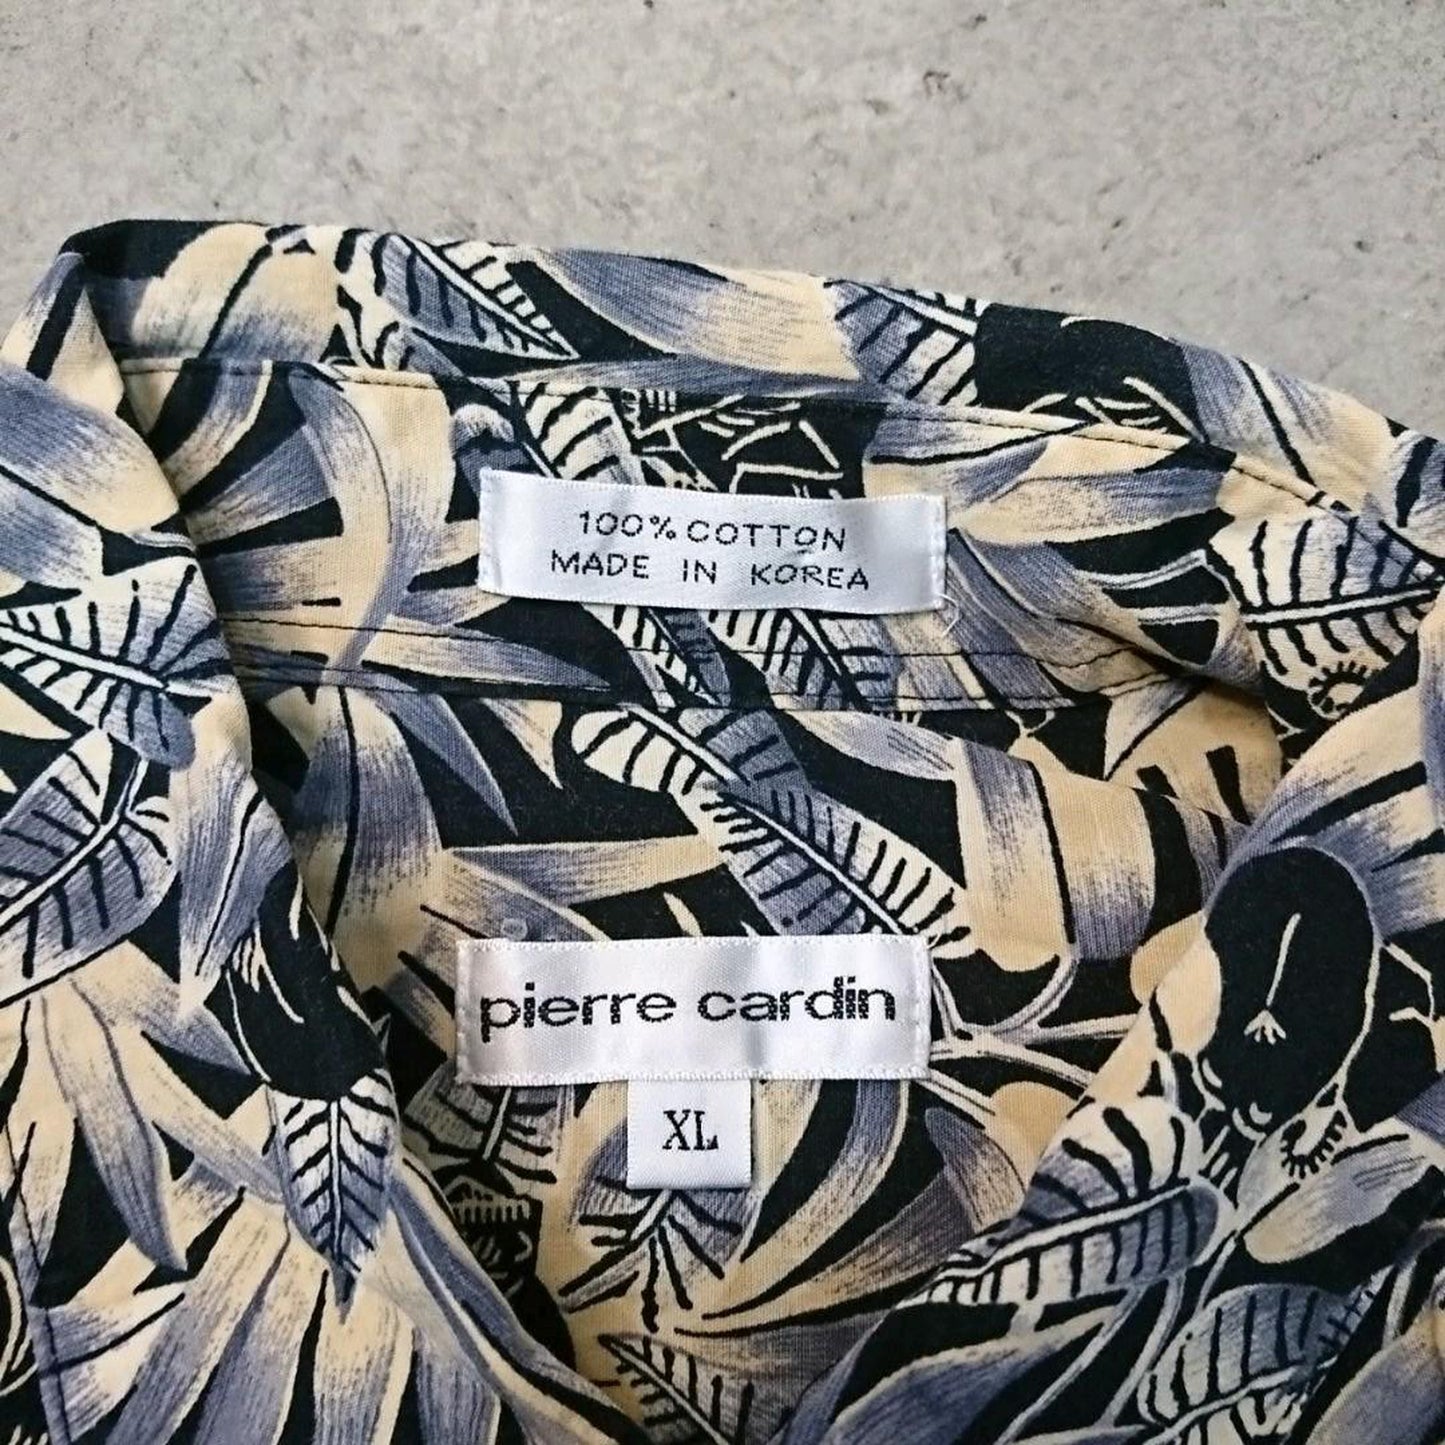 100% COTTON
MADE IN KOREA
pierre cardin
XL